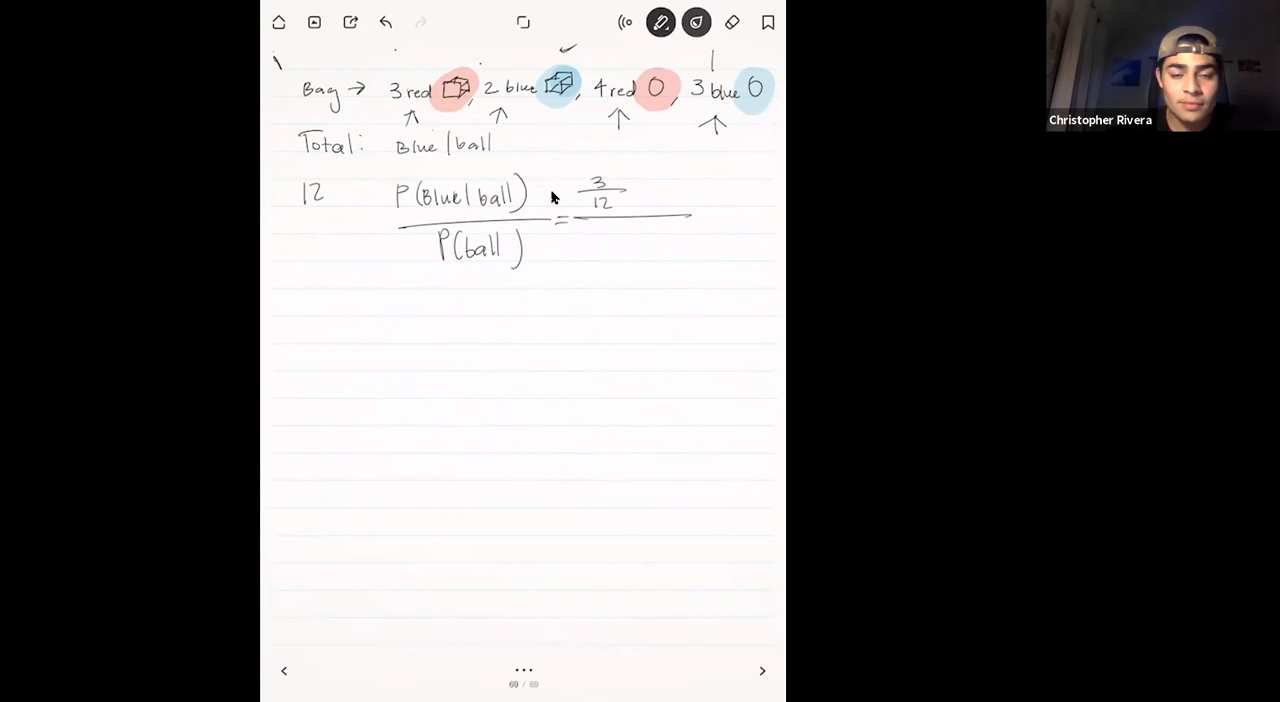 Bag → 3 red, 2 blue, 4 red, 3 blue
Christopher Rivera
Total: Blue | ball
12 P(Blue | ball) = 3
12
P(ball)
69 / 69